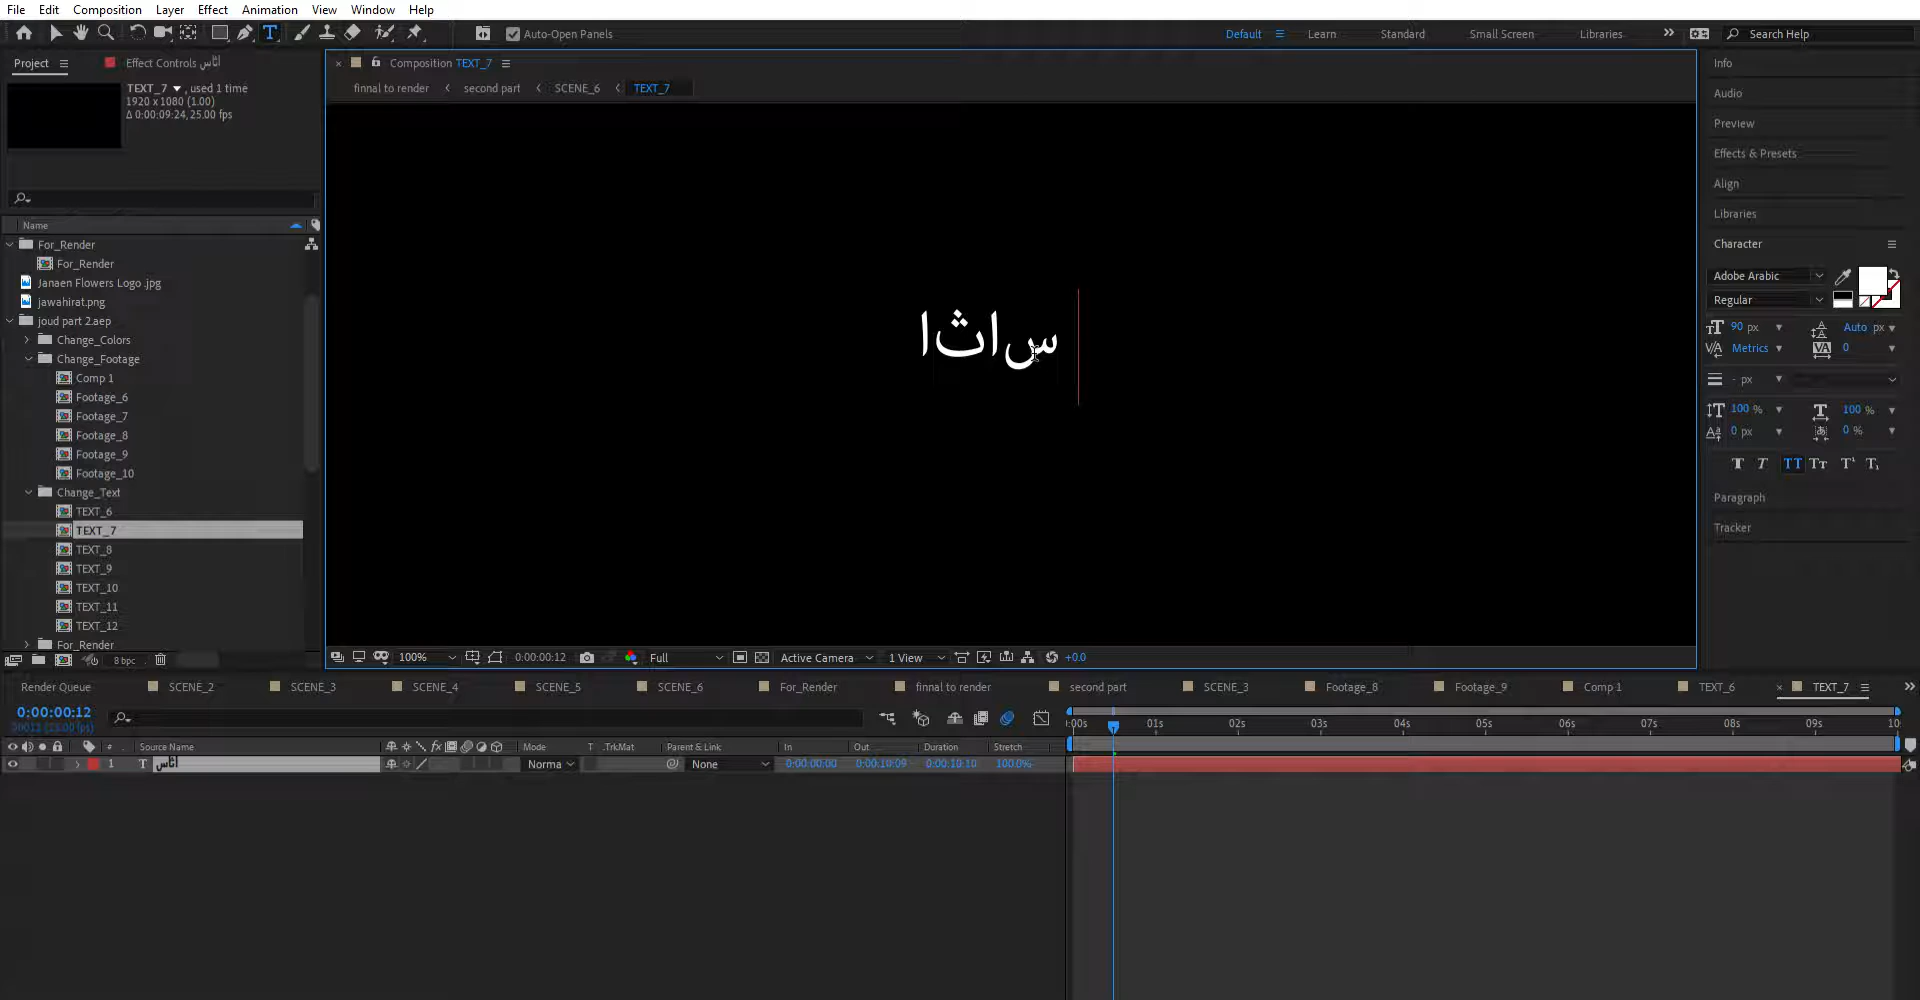 File Edit Composition Layer Effect Animation View Window Help
Auto-Open Panels Default Learn Standard Small Screen Libraries Search Help
Project Effect Controls أثاس
TEXT_7 , used 1 time
1920 x 1080 (1.00)
Δ 0:00:09:24, 25.00 fps
Name
For_Render
For_Render
Janaen Flowers Logo .jpg
jawahirat.png
joud part 2.aep
Change_Colors
Change_Footage
Comp 1
Footage_6
Footage_7
Footage_8
Footage_9
Footage_10
Change_Text
TEXT_6
TEXT_7
TEXT_8
TEXT_9
TEXT_10
TEXT_11
TEXT_12
For_Render
8 bpc
Composition TEXT_7
finnal to render second part SCENE_6 TEXT_7
ساثا
100% 0:00:00:12 Full Active Camera 1 View +0.0
Info
Audio
Preview
Effects & Presets
Align
Libraries
Character
Adobe Arabic
Regular
90 px Auto px
Metrics 0
- px
100 % 100 %
0 px 0 %
Paragraph
Tracker
Render Queue SCENE_2 SCENE_3 SCENE_4 SCENE_5 SCENE_6 For_Render finnal to render second part SCENE_3 Footage_8 Footage_9 Comp 1 TEXT_6 TEXT_7
0:00:00:12
00012 (25.00 fps)
:00s 01s 02s 03s 04s 05s 06s 07s 08s 09s 10
# Source Name Mode T .TrkMat Parent & Link In Out Duration Stretch
1 Norma None 0:00:00:00 0:00:10:09 0:00:10:10 100.0%